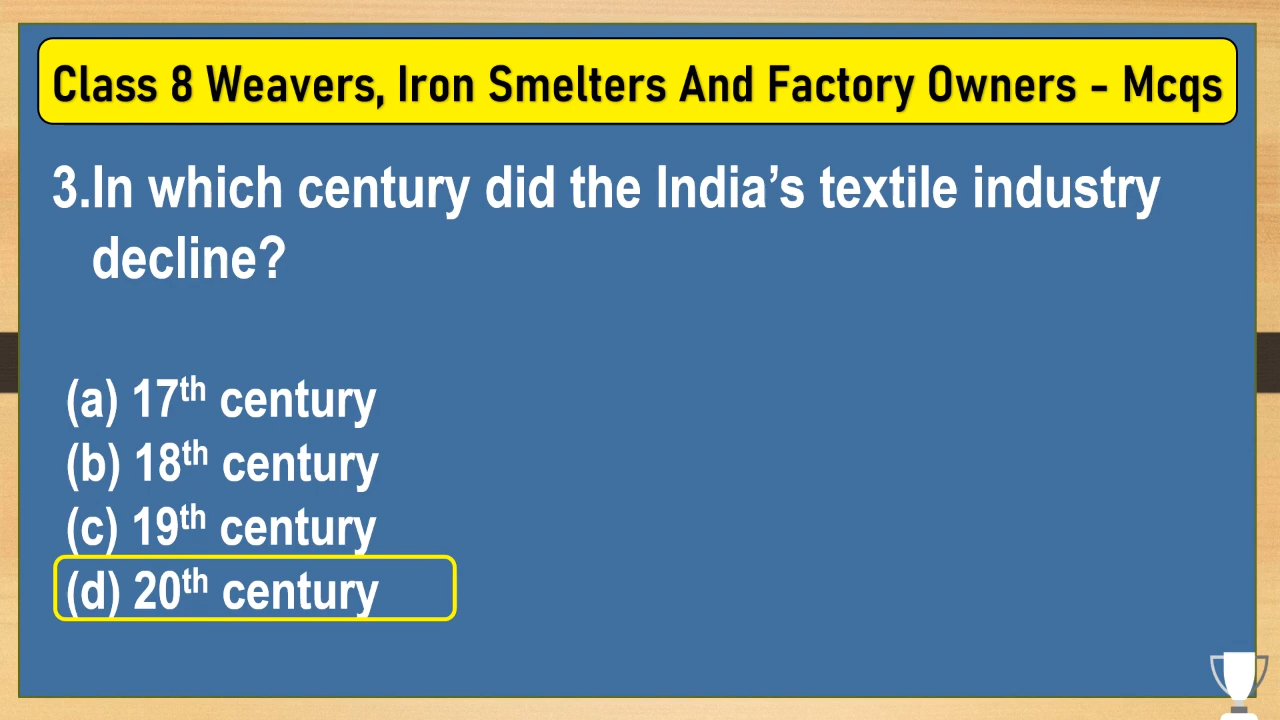 Class 8 Weavers, Iron Smelters And Factory Owners - Mcqs
3.In which century did the India’s textile industry
decline?
(a) 17th century
(b) 18th century
(c) 19th century
(d) 20th century